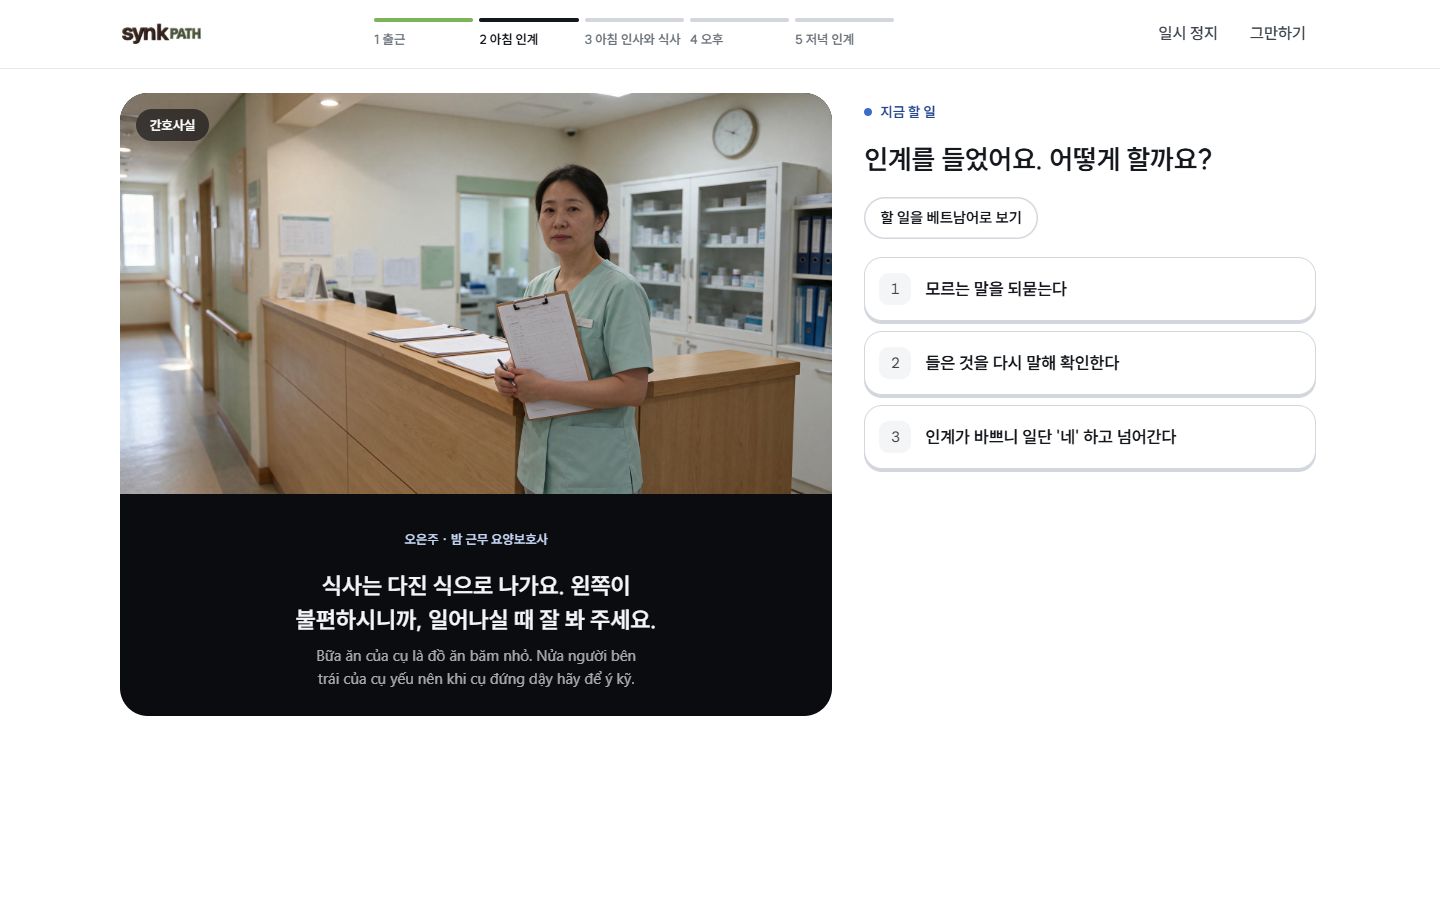 synkPATH
1 출근
2 아침 인계
3 아침 인사와 식사
4 오후
5 저녁 인계
일시 정지
그만하기
간호사실
오은주 · 밤 근무 요양보호사
식사는 다진 식으로 나가요. 왼쪽이
불편하시니까, 일어나실 때 잘 봐 주세요.
Bữa ăn của cụ là đồ ăn băm nhỏ. Nửa người bên
trái của cụ yếu nên khi cụ đứng dậy hãy để ý kỹ.
지금 할 일
인계를 들었어요. 어떻게 할까요?
할 일을 베트남어로 보기
1 모르는 말을 되묻는다
2 들은 것을 다시 말해 확인한다
3 인계가 바쁘니 일단 '네' 하고 넘어간다